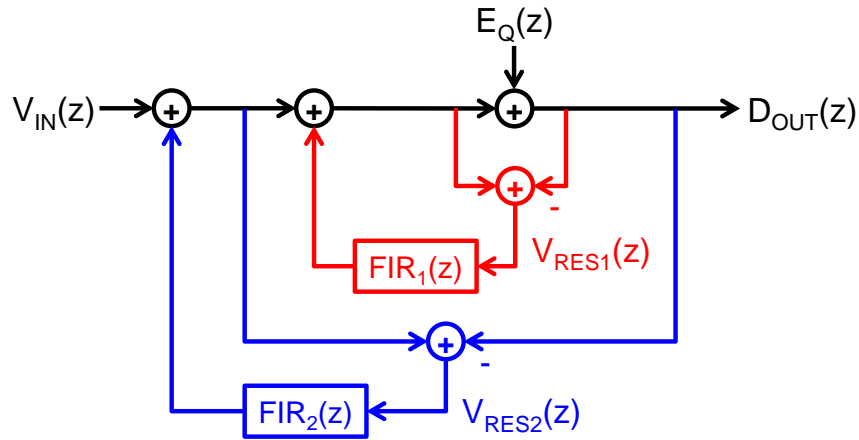 E_Q(z)
V_IN(z) + + + D_OUT(z)
+
-
FIR_1(z) V_RES1(z)
+
-
FIR_2(z) V_RES2(z)